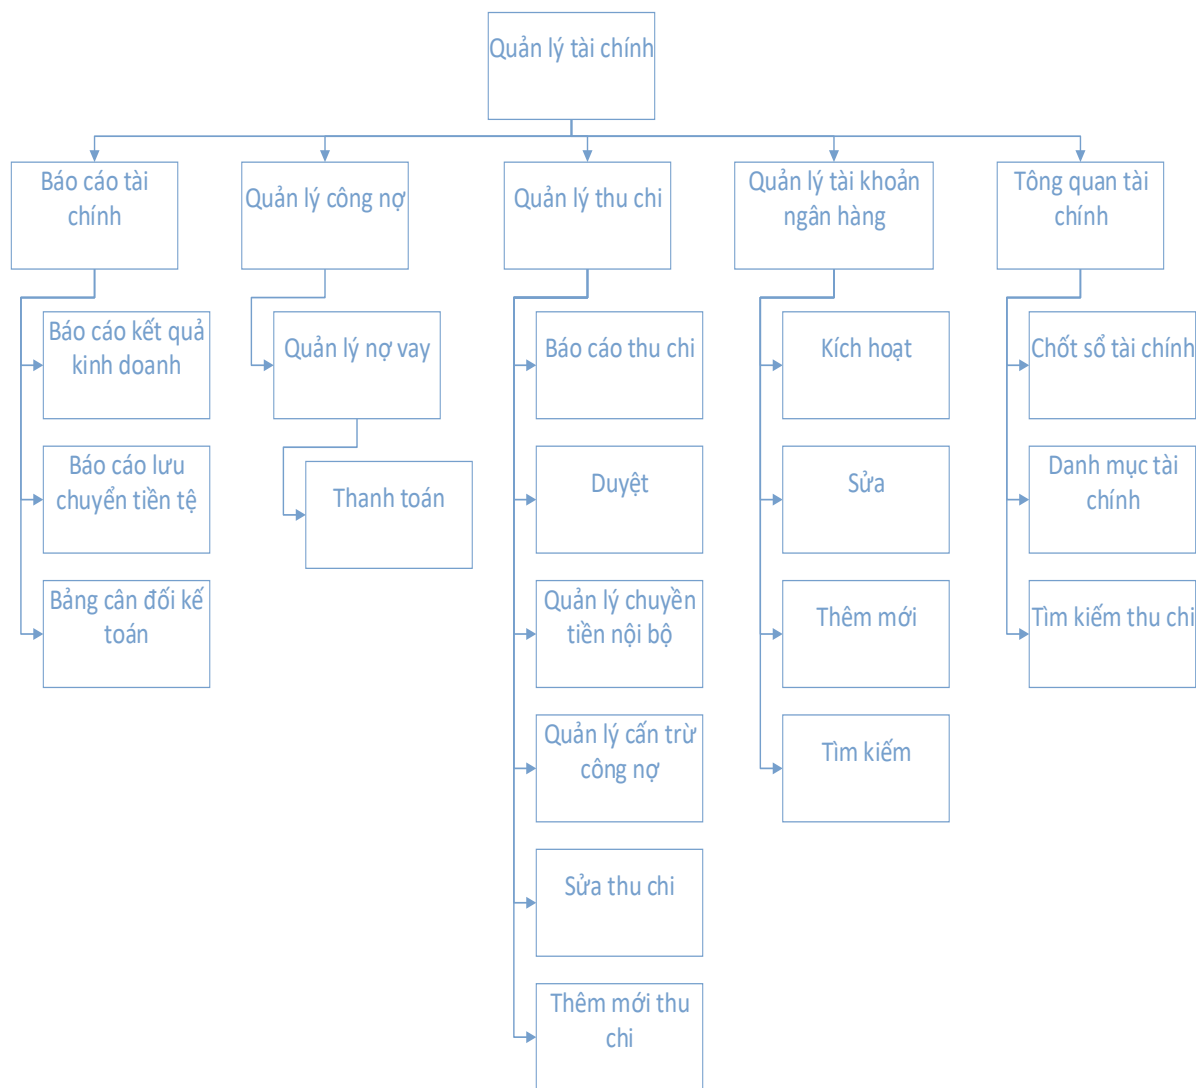 Quản lý tài chính
Báo cáo tài
chính
Quản lý công nợ
Quản lý thu chi
Quản lý tài khoản
ngân hàng
Tông quan tài
chính
Báo cáo kết quả
kinh doanh
Báo cáo lưu
chuyển tiền tệ
Bảng cân đối kế
toán
Quản lý nợ vay
Thanh toán
Báo cáo thu chi
Duyệt
Quản lý chuyền
tiền nội bộ
Quản lý cấn trừ
công nợ
Sửa thu chi
Thêm mới thu
chi
Kích hoạt
Sửa
Thêm mới
Tìm kiếm
Chốt sổ tài chính
Danh mục tài
chính
Tìm kiếm thu chi